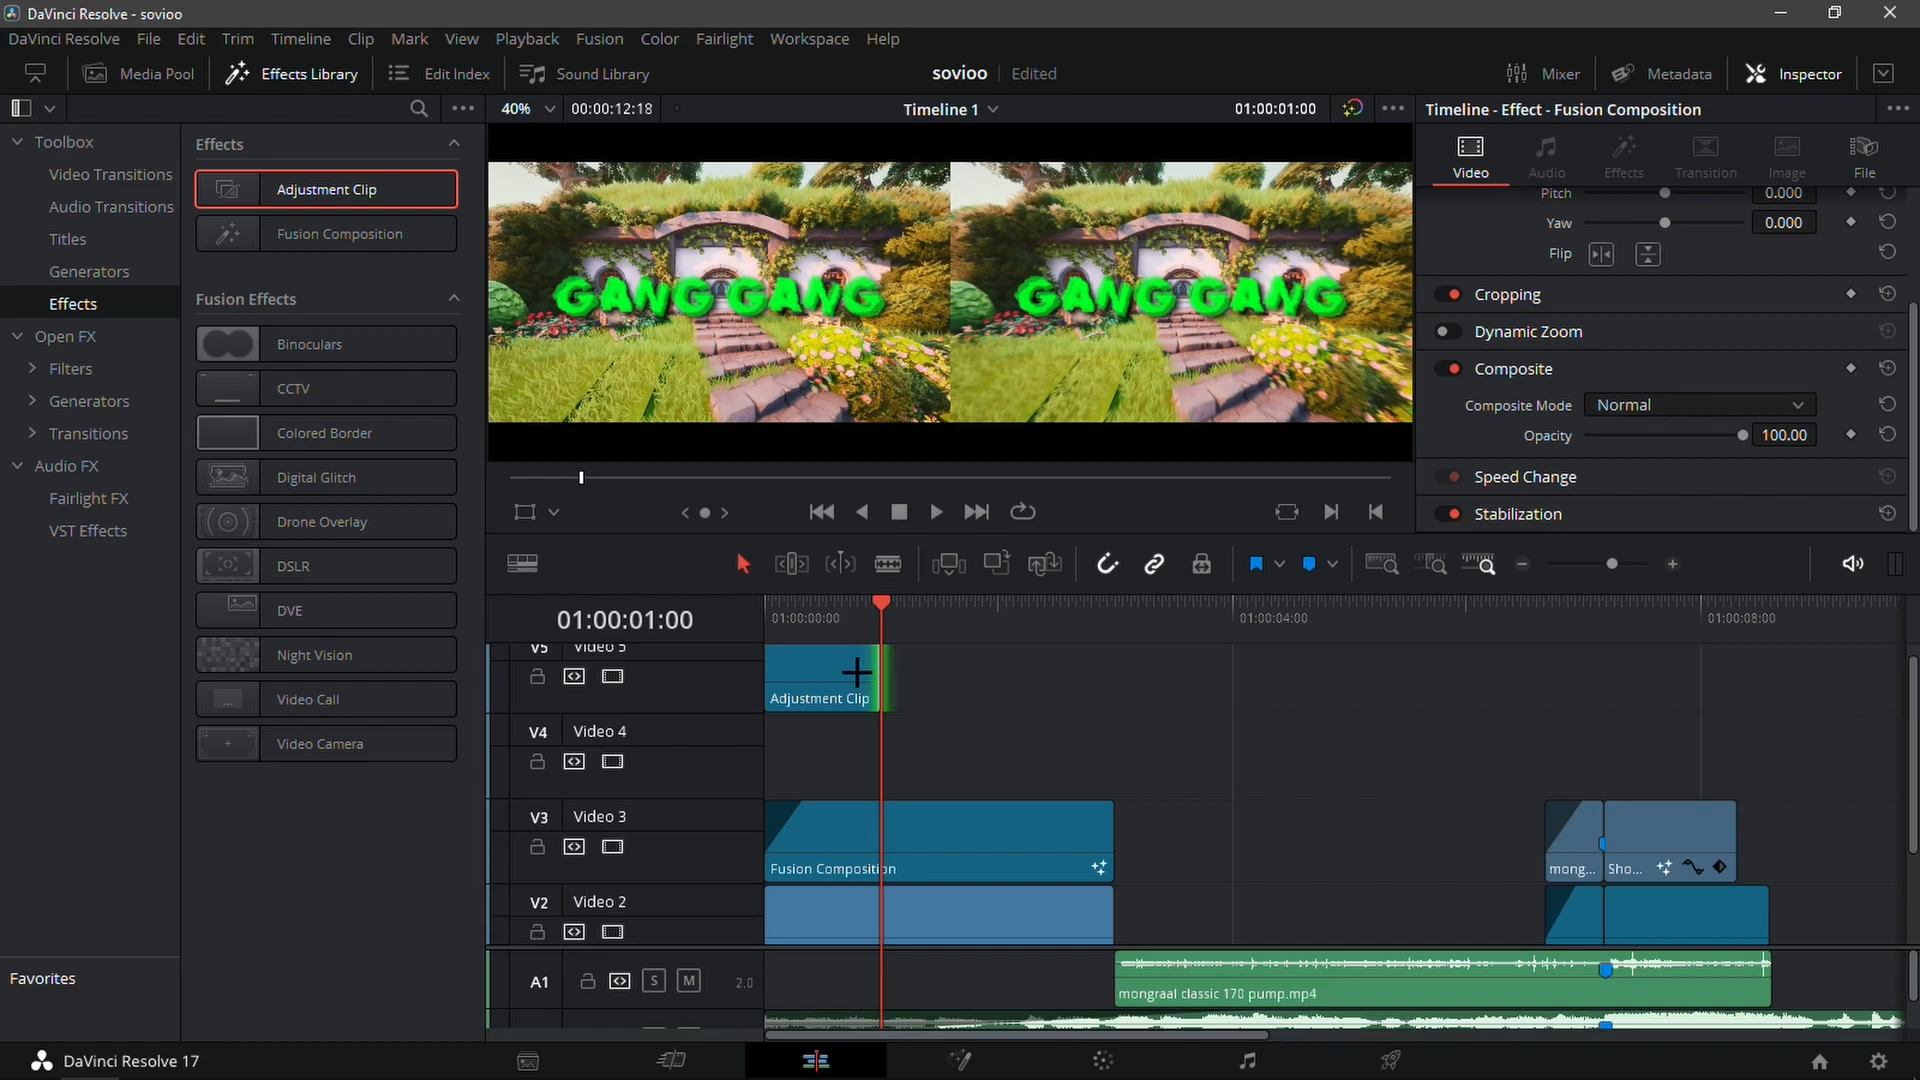 DaVinci Resolve - sovioo
DaVinci Resolve File Edit Trim Timeline Clip Mark View Playback Fusion Color Fairlight Workspace Help
Media Pool Effects Library Edit Index Sound Library sovioo Edited Mixer Metadata Inspector
40% 00:00:12:18 Timeline 1 01:00:01:00 Timeline - Effect - Fusion Composition
Toolbox
Video Transitions
Audio Transitions
Titles
Generators
Effects
Open FX
Filters
Generators
Transitions
Audio FX
Fairlight FX
VST Effects
Favorites
Effects
Adjustment Clip
Fusion Composition
Fusion Effects
Binoculars
CCTV
Colored Border
Digital Glitch
Drone Overlay
DSLR
DVE
Night Vision
Video Call
Video Camera
GANG GANG GANG GANG
Video Audio Effects Transition Image File
Pitch 0.000
Yaw 0.000
Flip
Cropping
Dynamic Zoom
Composite
Composite Mode Normal
Opacity 100.00
Speed Change
Stabilization
01:00:01:00 01:00:00:00 01:00:04:00 01:00:08:00
V5 Video 5
Adjustment Clip
V4 Video 4
V3 Video 3
Fusion Composition mong... Sho...
V2 Video 2
A1 S M 2.0
mongraal classic 170 pump.mp4
DaVinci Resolve 17